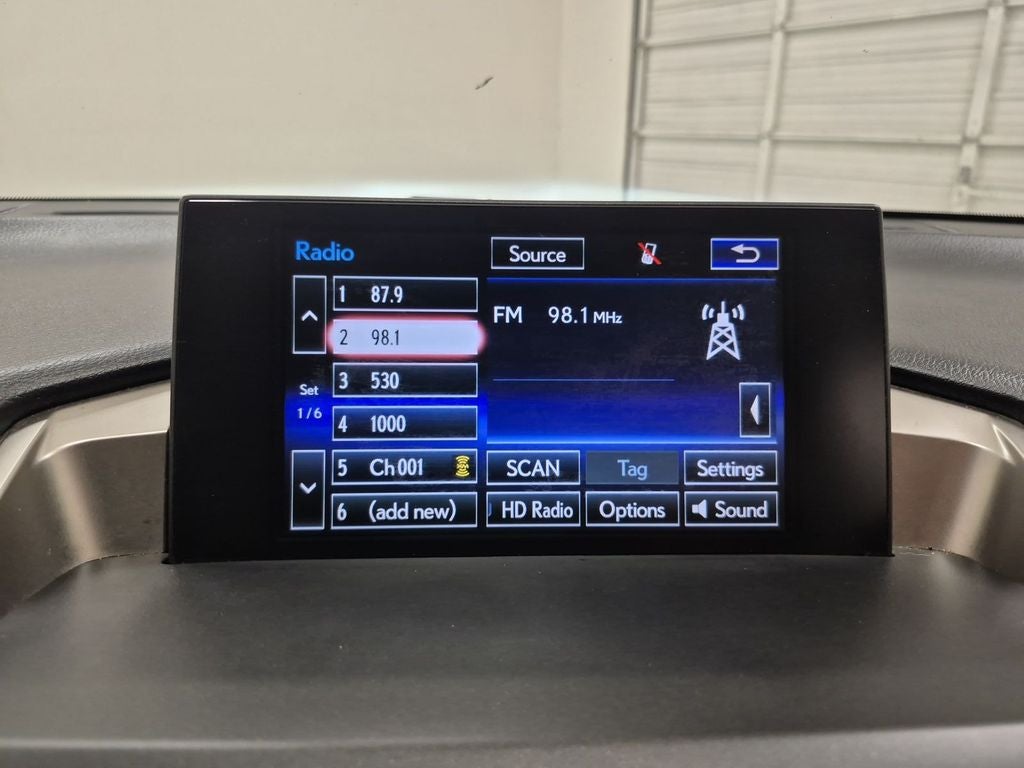 Radio
Source
1 87.9
2 98.1
3 530
4 1000
5 Ch 001
6 (add new)
Set
1/6
FM 98.1 MHz
SCAN
Tag
Settings
HD Radio
Options
Sound